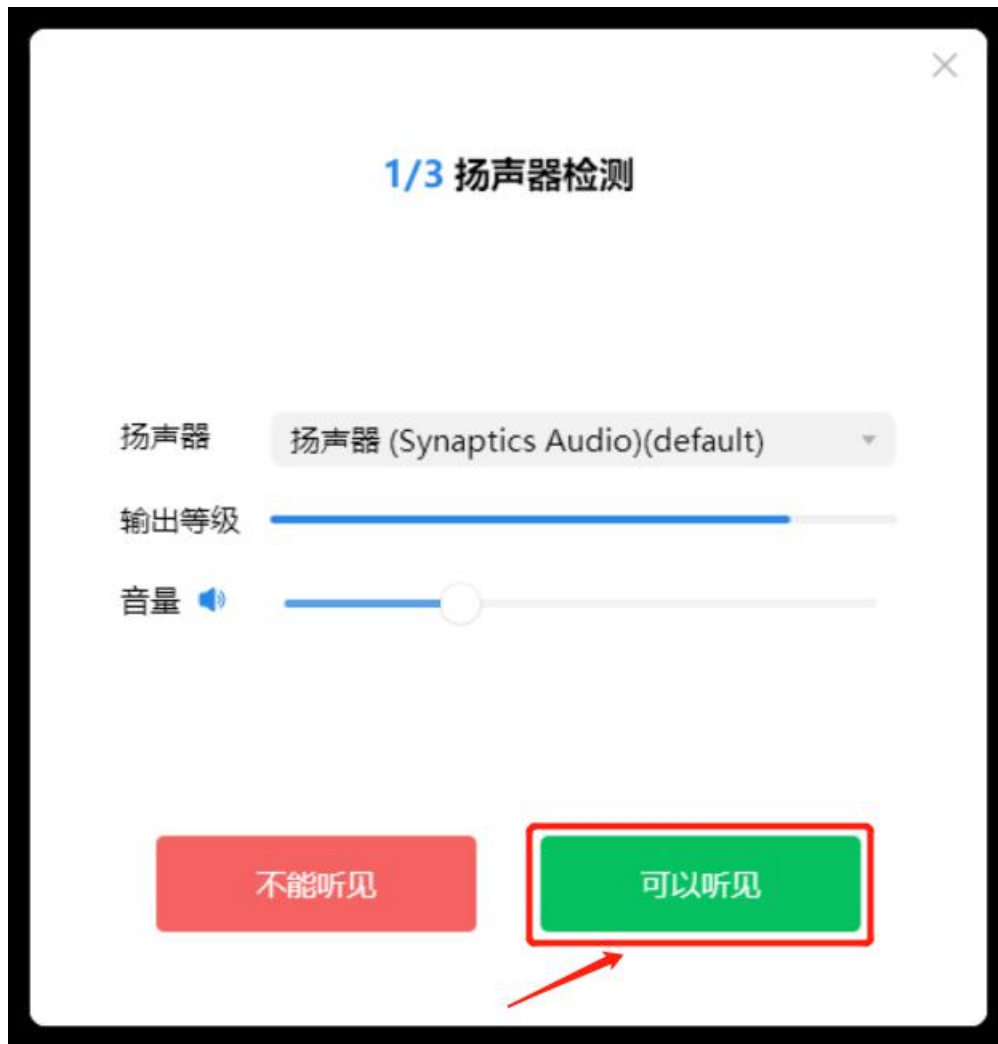 1/3 扬声器检测
扬声器 扬声器 (Synaptics Audio)(default)
输出等级
音量
不能听见 可以听见